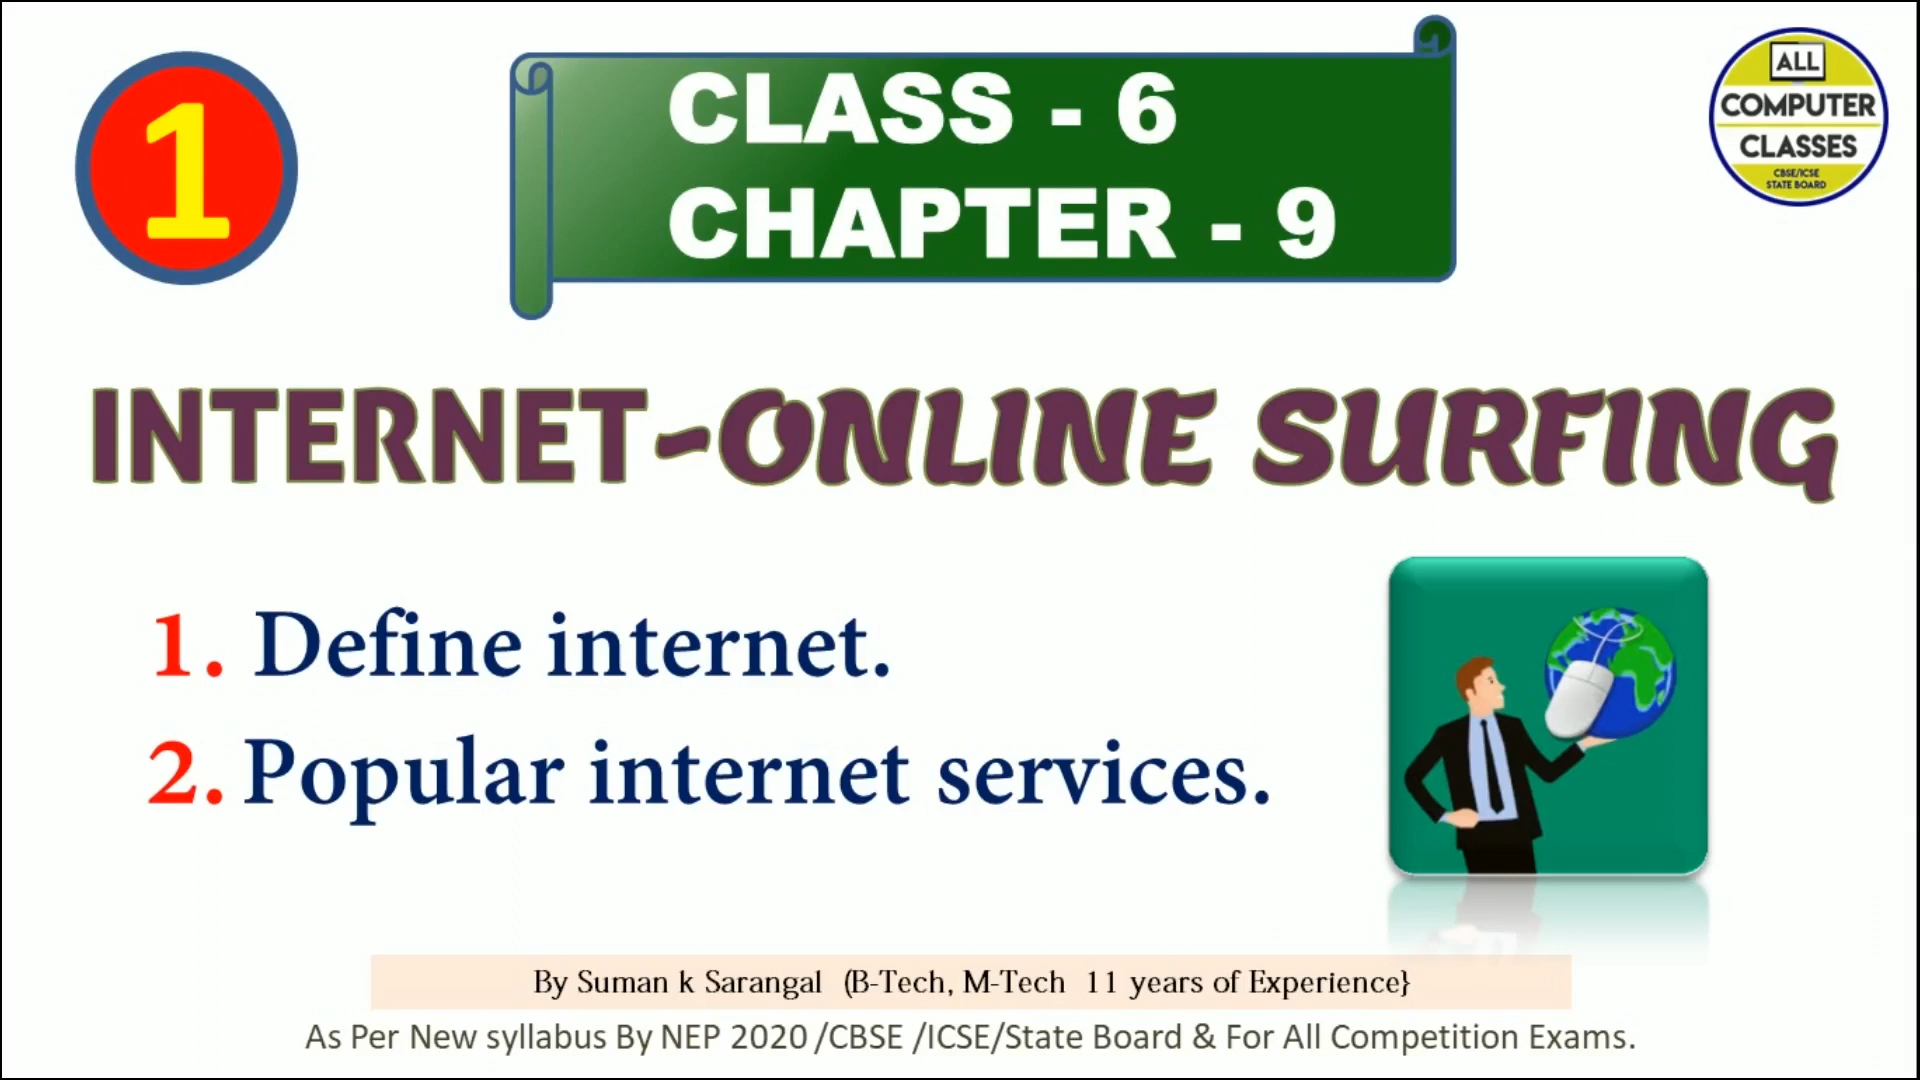 1
CLASS - 6
CHAPTER - 9
ALL
COMPUTER
CLASSES
CBSE/ICSE
STATE BOARD
INTERNET-ONLINE SURFING
1. Define internet.
2. Popular internet services.
By Suman k Sarangal (B-Tech, M-Tech 11 years of Experience}
As Per New syllabus By NEP 2020 /CBSE /ICSE/State Board & For All Competition Exams.